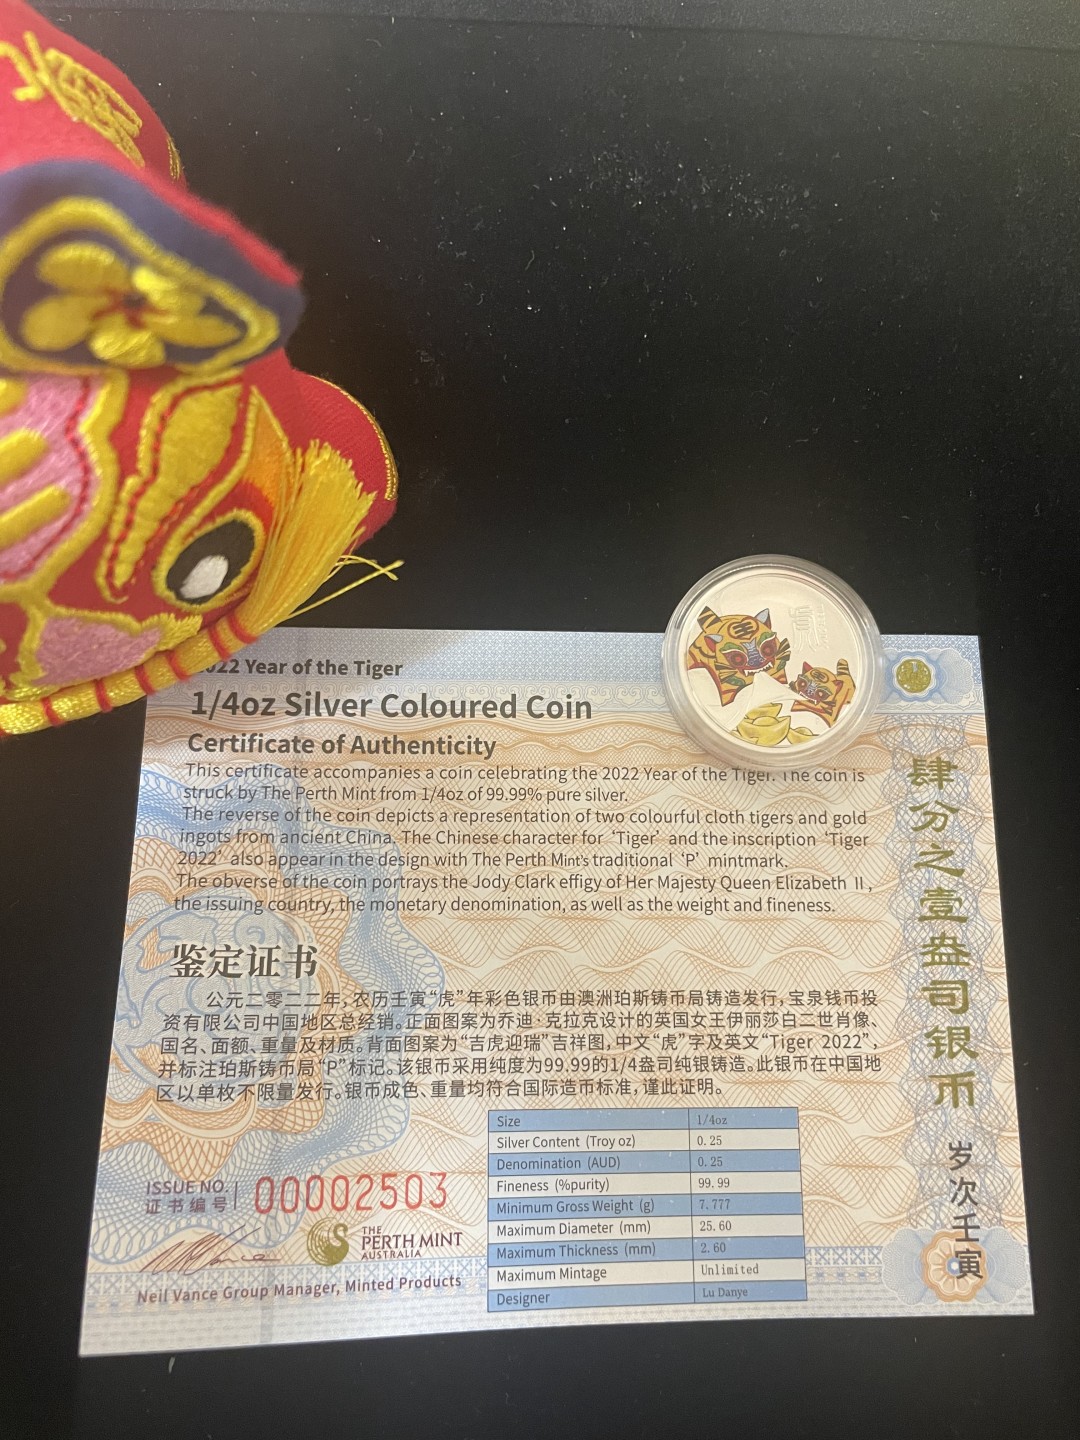 022 Year of the Tiger
1/4oz Silver Coloured Coin
Certificate of Authenticity
This certificate accompanies a coin celebrating the 2022 Year of the Tiger. The coin is
struck by The Perth Mint from 1/4oz of 99.99% pure silver.
The reverse of the coin depicts a representation of two colourful cloth tigers and gold
ingots from ancient China. The Chinese character for ‘Tiger’ and the inscription ‘Tiger
2022’ also appear in the design with The Perth Mint's traditional ‘P’ mintmark.
The obverse of the coin portrays the Jody Clark effigy of Her Majesty Queen Elizabeth II,
the issuing country, the monetary denomination, as well as the weight and fineness.
鉴定证书
公元二零二二年,农历壬寅“虎”年彩色银币由澳洲珀斯铸币局铸造发行,宝泉钱币投
资有限公司中国地区总经销。正面图案为乔迪·克拉克设计的英国女王伊丽莎白二世肖像、
国名、面额、重量及材质。背面图案为“吉虎迎瑞”吉祥图,中文“虎”字及英文“Tiger 2022”,
并标注珀斯铸币局“P”标记。该银币采用纯度为99.99的1/4盎司纯银铸造。此银币在中国地
区以单枚不限量发行。银币成色、重量均符合国际造币标准,谨此证明。
Size 1/4oz
Silver Content (Troy oz) 0.25
Denomination (AUD) 0.25
Fineness (%purity) 99.99
Minimum Gross Weight (g) 7.777
Maximum Diameter (mm) 25.60
Maximum Thickness (mm) 2.60
Maximum Mintage Unlimited
Designer Lu Danye
ISSUE NO.
证书编号
00002503
THE
PERTH MINT
AUSTRALIA
Neil Vance Group Manager, Minted Products
肆分之壹盎司银币
岁次壬寅